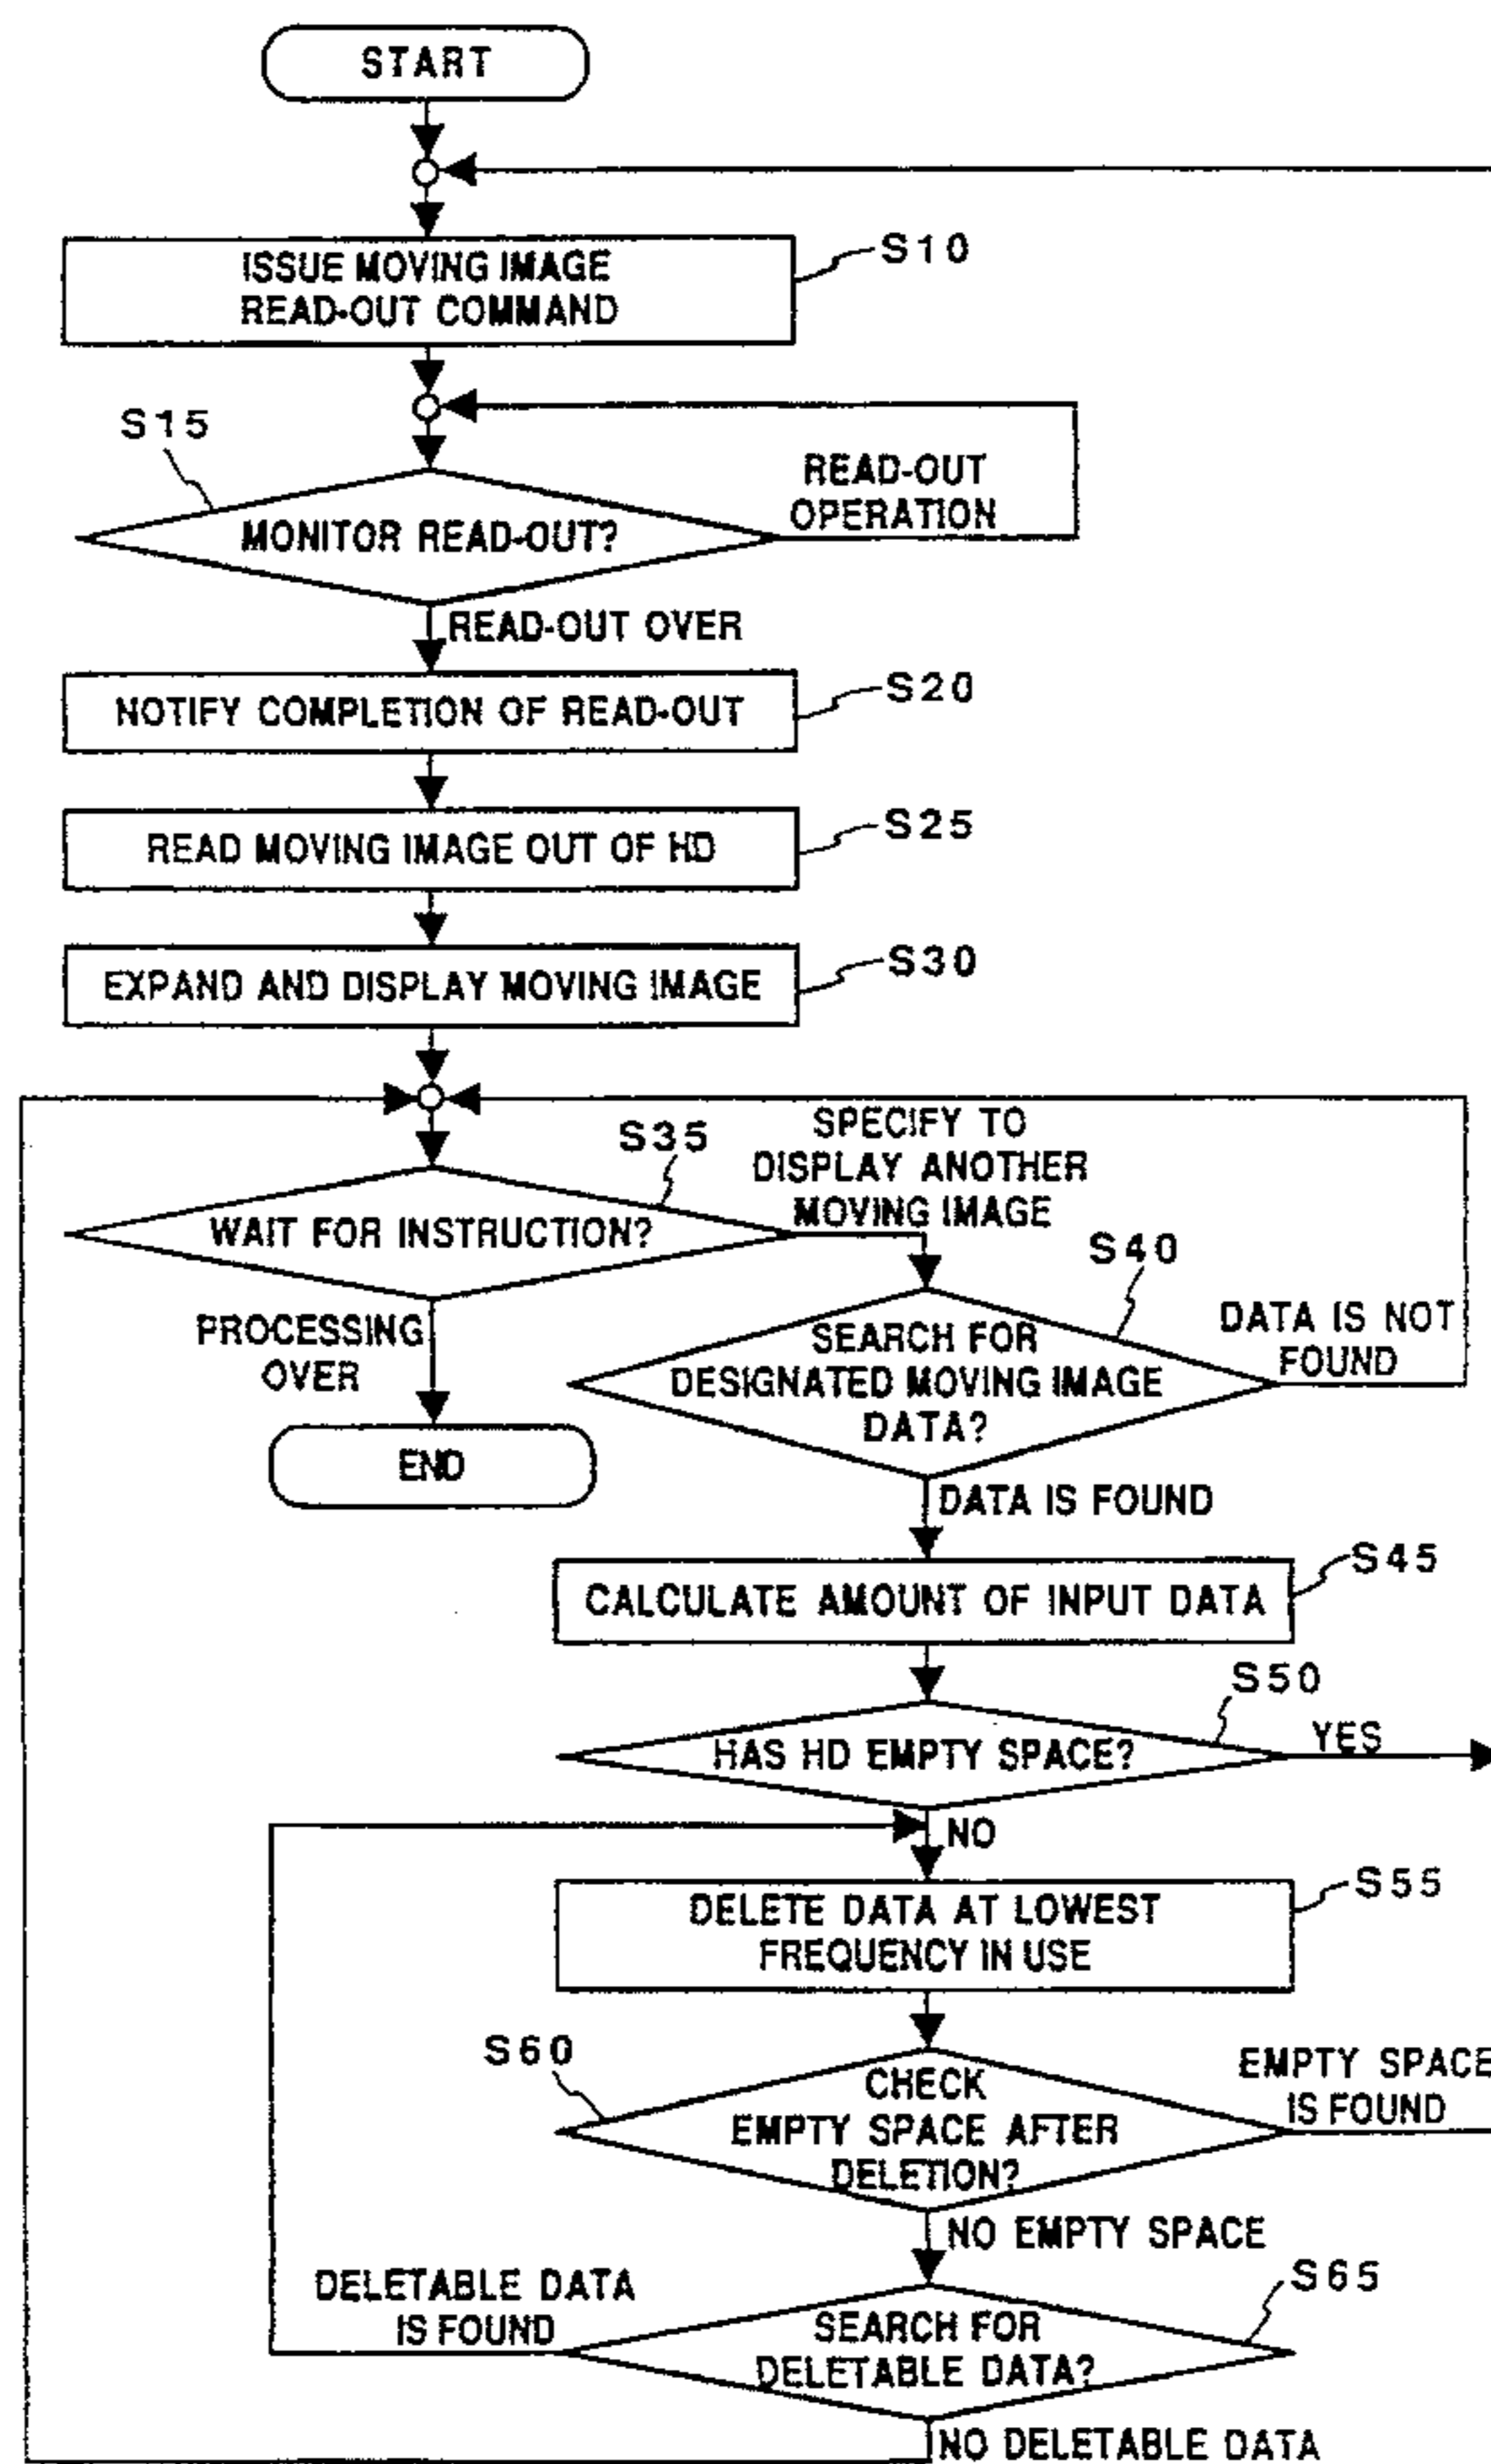 START
ISSUE MOVING IMAGE
READ-OUT COMMAND
S10
S15
MONITOR READ-OUT?
READ-OUT
OPERATION
READ-OUT OVER
NOTIFY COMPLETION OF READ-OUT
S20
READ MOVING IMAGE OUT OF HD
S25
EXPAND AND DISPLAY MOVING IMAGE
S30
S35
WAIT FOR INSTRUCTION?
SPECIFY TO
DISPLAY ANOTHER
MOVING IMAGE
PROCESSING
OVER
END
S40
SEARCH FOR
DESIGNATED MOVING IMAGE
DATA?
DATA IS NOT
FOUND
DATA IS FOUND
CALCULATE AMOUNT OF INPUT DATA
S45
S50
HAS HD EMPTY SPACE?
YES
NO
DELETE DATA AT LOWEST
FREQUENCY IN USE
S55
S60
CHECK
EMPTY SPACE AFTER
DELETION?
EMPTY SPACE
IS FOUND
NO EMPTY SPACE
DELETABLE DATA
IS FOUND
S65
SEARCH FOR
DELETABLE DATA?
NO DELETABLE DATA